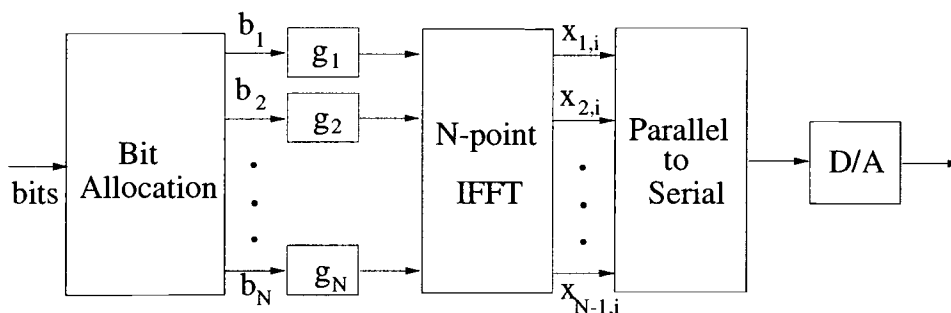 b1
g1
x1,i
b2
g2
x2,i
bits
Bit
Allocation
N-point
IFFT
Parallel
to
Serial
D/A
bN
gN
xN-1,i